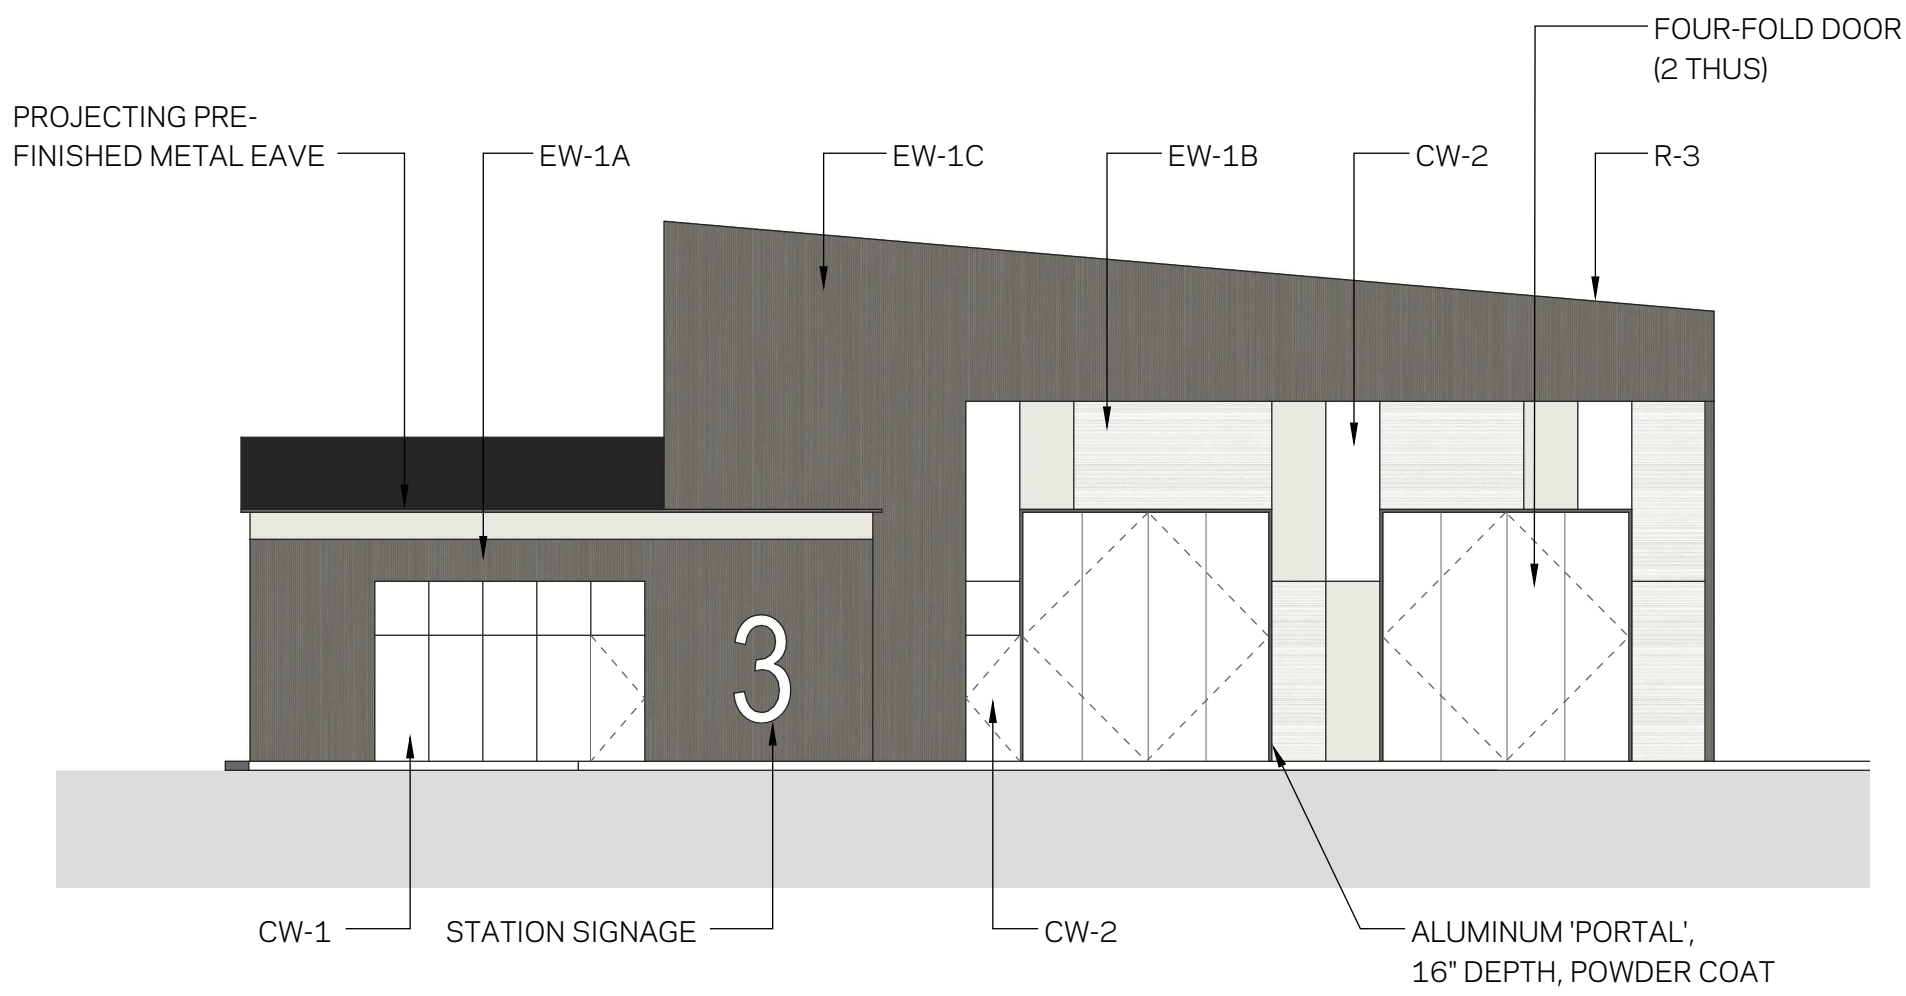 FOUR-FOLD DOOR
(2 THUS)
PROJECTING PRE-
FINISHED METAL EAVE
EW-1A
EW-1C
EW-1B
CW-2
R-3
3
CW-1
STATION SIGNAGE
CW-2
ALUMINUM 'PORTAL',
16" DEPTH, POWDER COAT